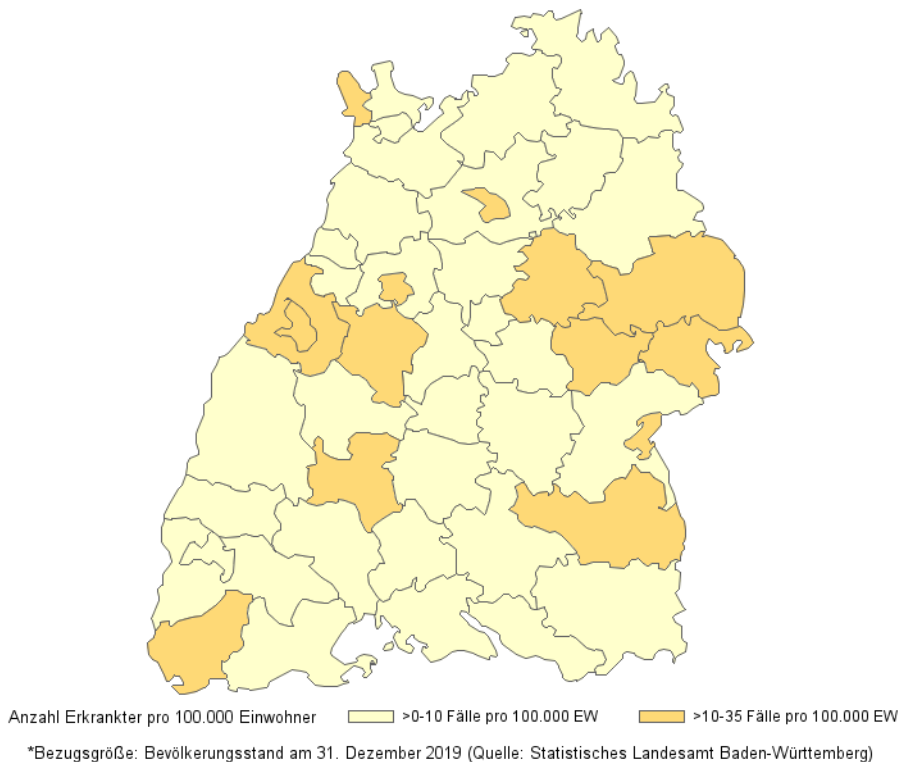 Anzahl Erkrankter pro 100.000 Einwohner >0-10 Fälle pro 100.000 EW >10-35 Fälle pro 100.000 EW
*Bezugsgröße: Bevölkerungsstand am 31. Dezember 2019 (Quelle: Statistisches Landesamt Baden-Württemberg)